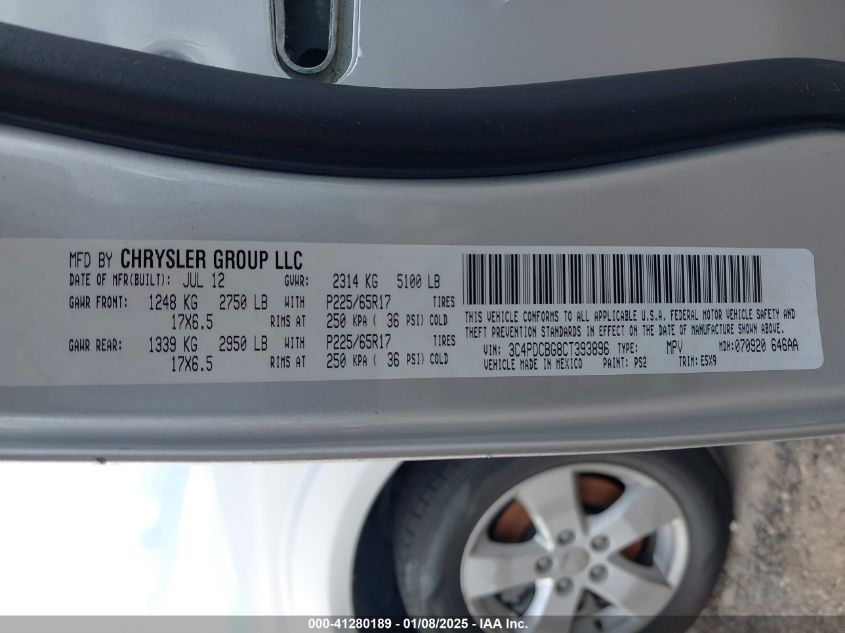 MFD BY CHRYSLER GROUP LLC
DATE OF MFR(BUILT): JUL 12 GVWR: 2314 KG 5100 LB
GAWR FRONT: 1248 KG 2750 LB WITH P225/65R17 TIRES
17X6.5 RIMS AT 250 KPA ( 36 PSI) COLD
GAWR REAR: 1339 KG 2950 LB WITH P225/65R17 TIRES
17X6.5 RIMS AT 250 KPA ( 36 PSI) COLD
THIS VEHICLE CONFORMS TO ALL APPLICABLE U.S.A. FEDERAL MOTOR VEHICLE SAFETY AND
THEFT PREVENTION STANDARDS IN EFFECT ON THE DATE OF MANUFACTURE SHOWN ABOVE.
VIN: 3C4PDCBG8CT393896 TYPE: MPV MDH:070920 646AA
VEHICLE MADE IN MEXICO PAINT: PS2 TRIM: E5X9
000-41280189 - 01/08/2025 - IAA Inc.